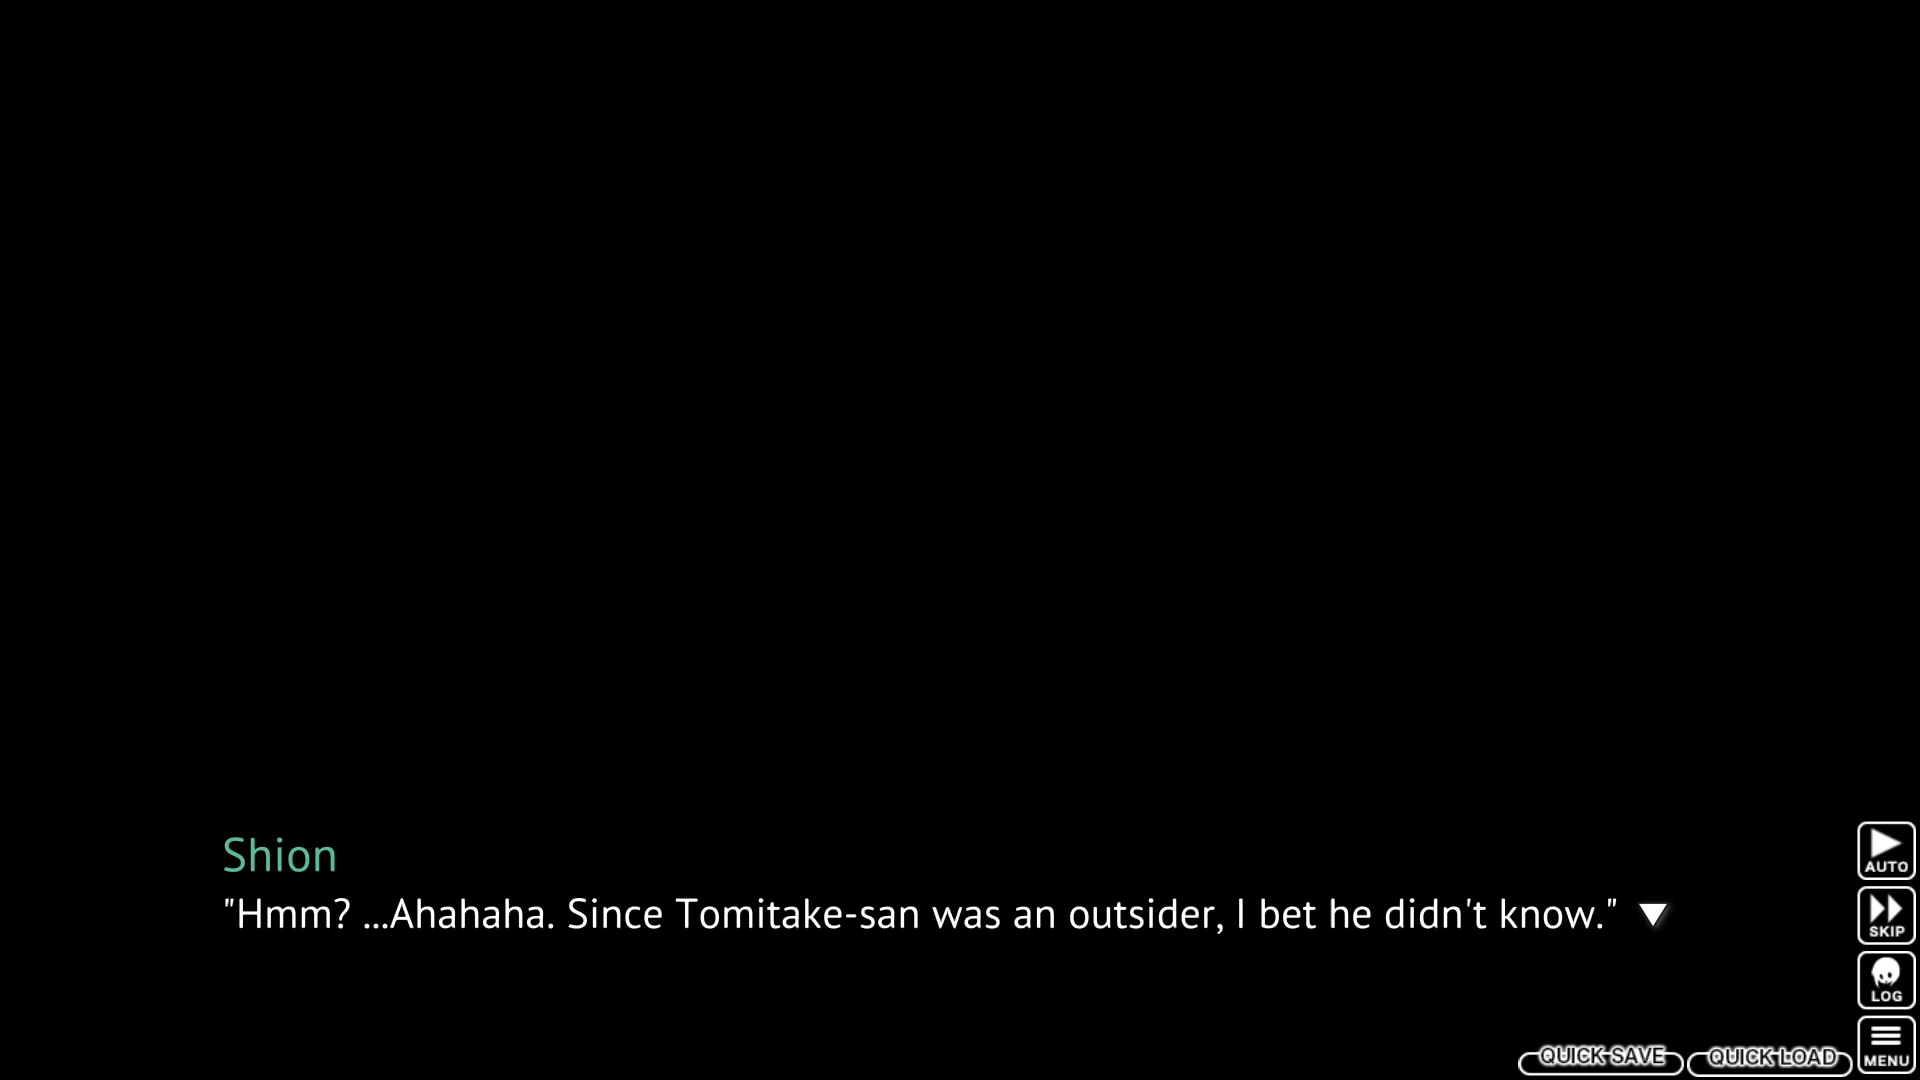 Shion
"Hmm? ...Ahahaha. Since Tomitake-san was an outsider, I bet he didn't know."
AUTO
SKIP
LOG
MENU
QUICK SAVE
QUICK LOAD